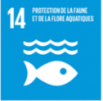 14 PROTECTION DE LA FAUNE
ET DE LA FLORE AQUATIQUES